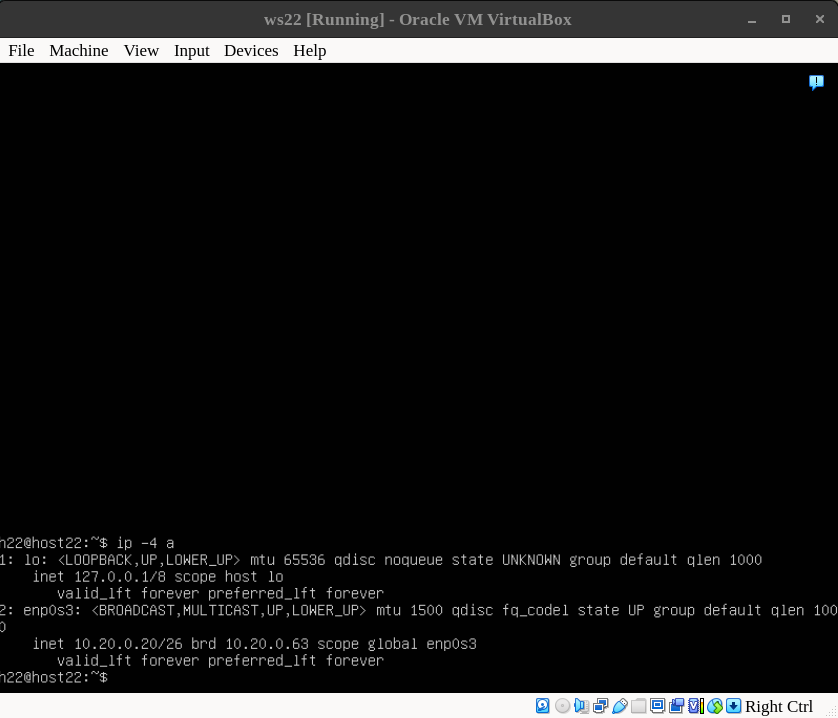 ws22 [Running] - Oracle VM VirtualBox
File Machine View Input Devices Help
h22@host22:~$ ip -4 a
1: lo: <LOOPBACK,UP,LOWER_UP> mtu 65536 qdisc noqueue state UNKNOWN group default qlen 1000
    inet 127.0.0.1/8 scope host lo
       valid_lft forever preferred_lft forever
2: enp0s3: <BROADCAST,MULTICAST,UP,LOWER_UP> mtu 1500 qdisc fq_codel state UP group default qlen 100
0
    inet 10.20.0.20/26 brd 10.20.0.63 scope global enp0s3
       valid_lft forever preferred_lft forever
h22@host22:~$
Right Ctrl